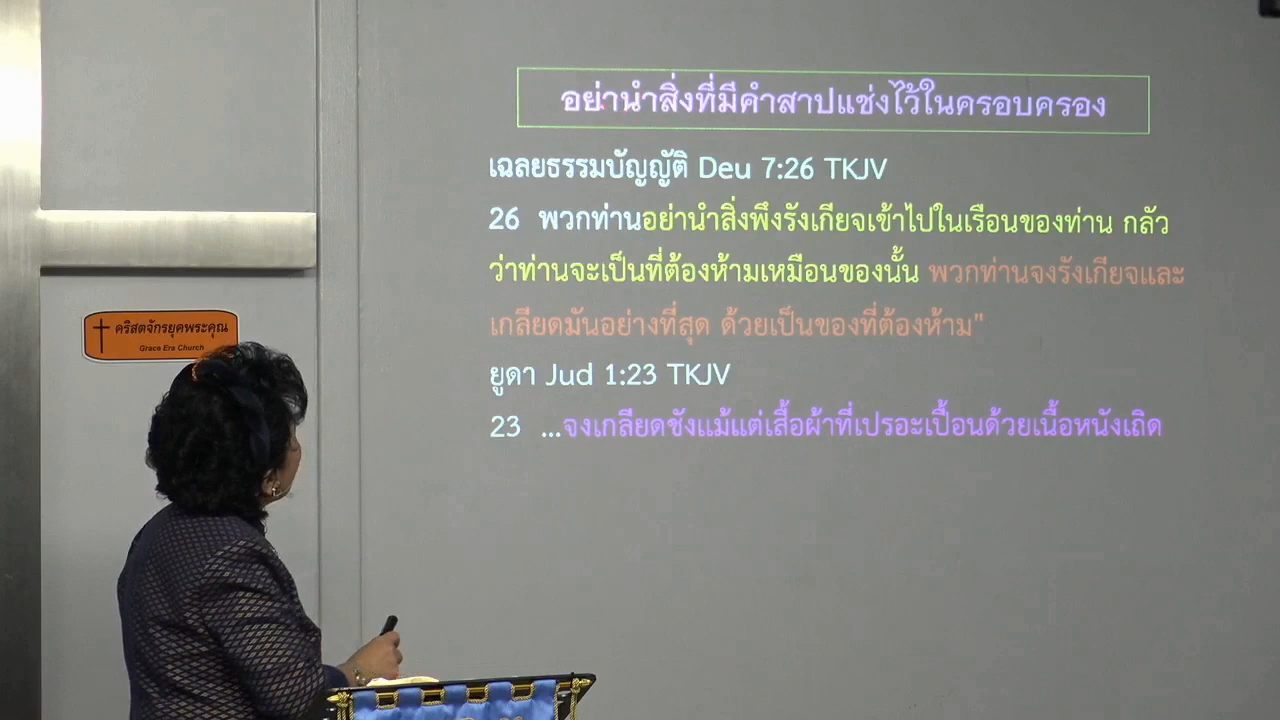 อย่านำสิ่งที่มีคำสาปแช่งไว้ในครอบครอง
เฉลยธรรมบัญญัติ Deu 7:26 TKJV
26 พวกท่านอย่านำสิ่งพึงรังเกียจเข้าไปในเรือนของท่าน กลัว
ว่าท่านจะเป็นที่ต้องห้ามเหมือนของนั้น พวกท่านจงรังเกียจและ
เกลียดมันอย่างที่สุด ด้วยเป็นของที่ต้องห้าม"
ยูดา Jud 1:23 TKJV
23 ...จงเกลียดชังแม้แต่เสื้อผ้าที่เปรอะเปื้อนด้วยเนื้อหนังเถิด
คริสตจักรยุคพระคุณ
Grace Era Church